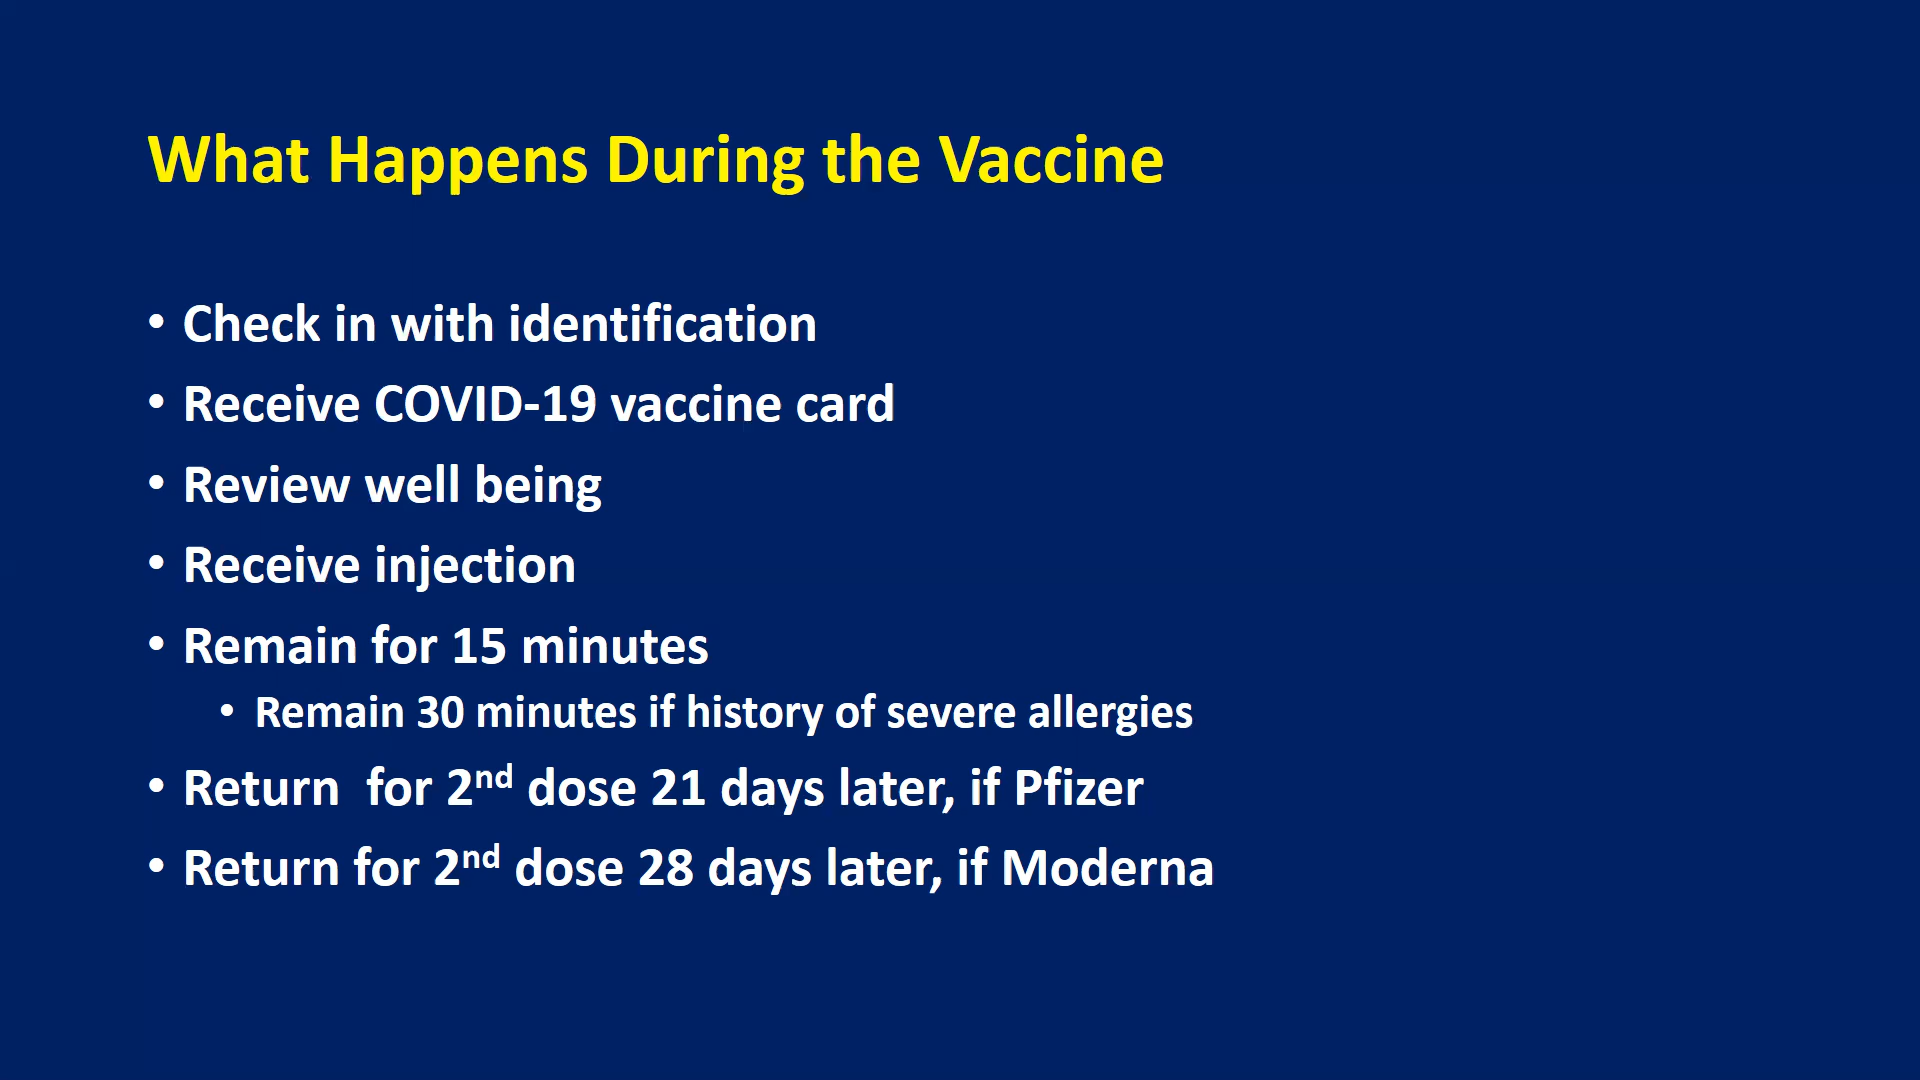 What Happens During the Vaccine
• Check in with identification
• Receive COVID-19 vaccine card
• Review well being
• Receive injection
• Remain for 15 minutes
• Remain 30 minutes if history of severe allergies
• Return  for 2nd dose 21 days later, if Pfizer
• Return for 2nd dose 28 days later, if Moderna